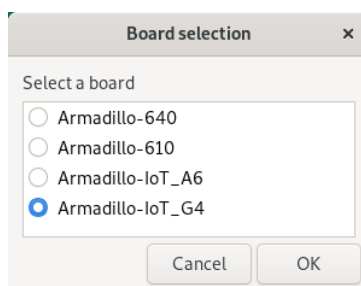 Board selection
Select a board
Armadillo-640
Armadillo-610
Armadillo-IoT_A6
Armadillo-IoT_G4
Cancel OK